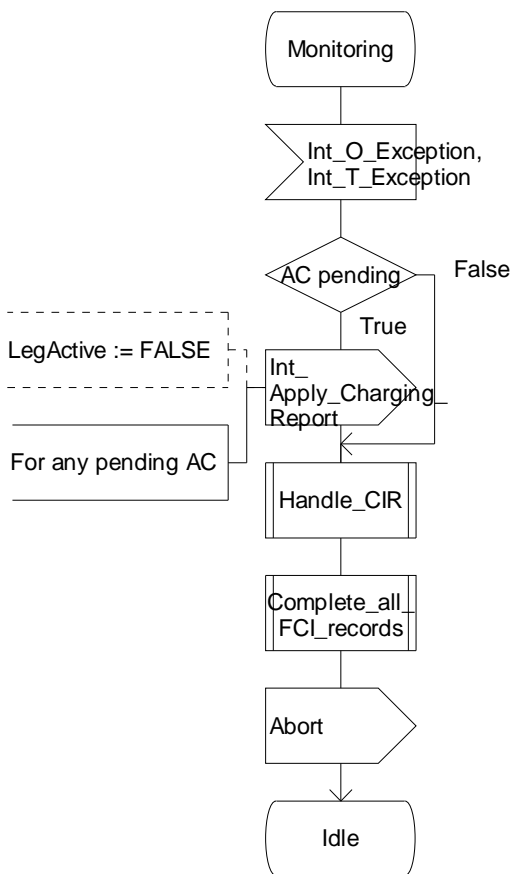 Monitoring
Int_O_Exception,
Int_T_Exception
AC pending
False
True
LegActive := FALSE
Int_
Apply_Charging_
Report
For any pending AC
Handle_CIR
Complete_all_
FCI_records
Abort
Idle